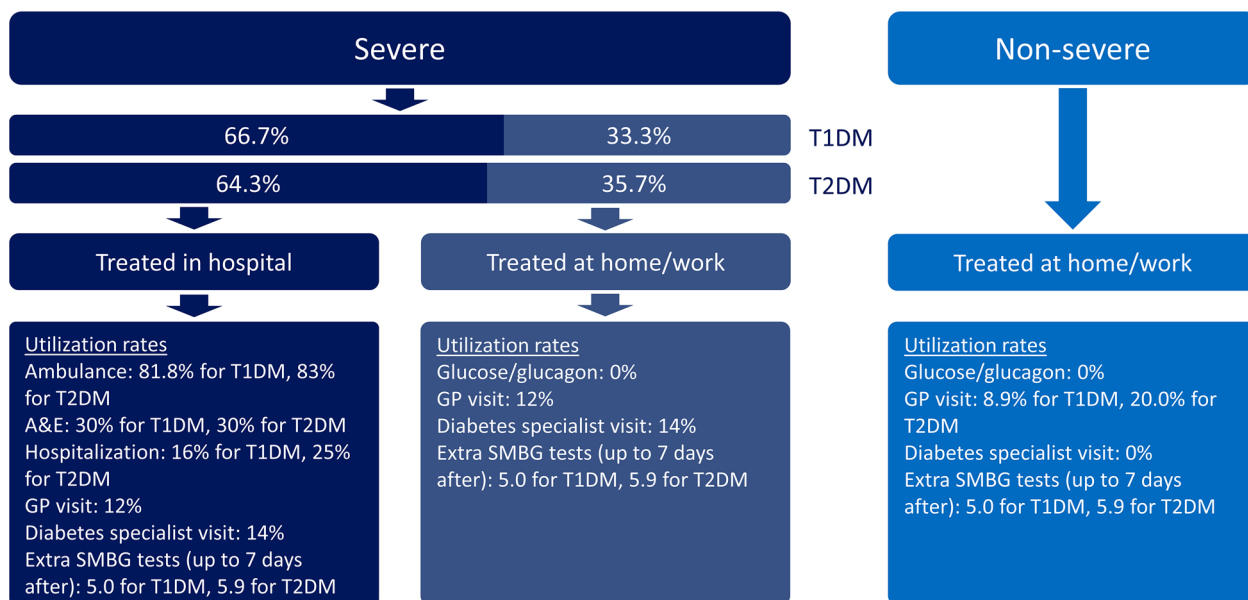 Severe
Non-severe
66.7%
33.3%
T1DM
64.3%
35.7%
T2DM
Treated in hospital
Treated at home/work
Treated at home/work
Utilization rates
Ambulance: 81.8% for T1DM, 83%
for T2DM
A&E: 30% for T1DM, 30% for T2DM
Hospitalization: 16% for T1DM, 25%
for T2DM
GP visit: 12%
Diabetes specialist visit: 14%
Extra SMBG tests (up to 7 days
after): 5.0 for T1DM, 5.9 for T2DM
Utilization rates
Glucose/glucagon: 0%
GP visit: 12%
Diabetes specialist visit: 14%
Extra SMBG tests (up to 7 days
after): 5.0 for T1DM, 5.9 for T2DM
Utilization rates
Glucose/glucagon: 0%
GP visit: 8.9% for T1DM, 20.0% for
T2DM
Diabetes specialist visit: 0%
Extra SMBG tests (up to 7 days
after): 5.0 for T1DM, 5.9 for T2DM